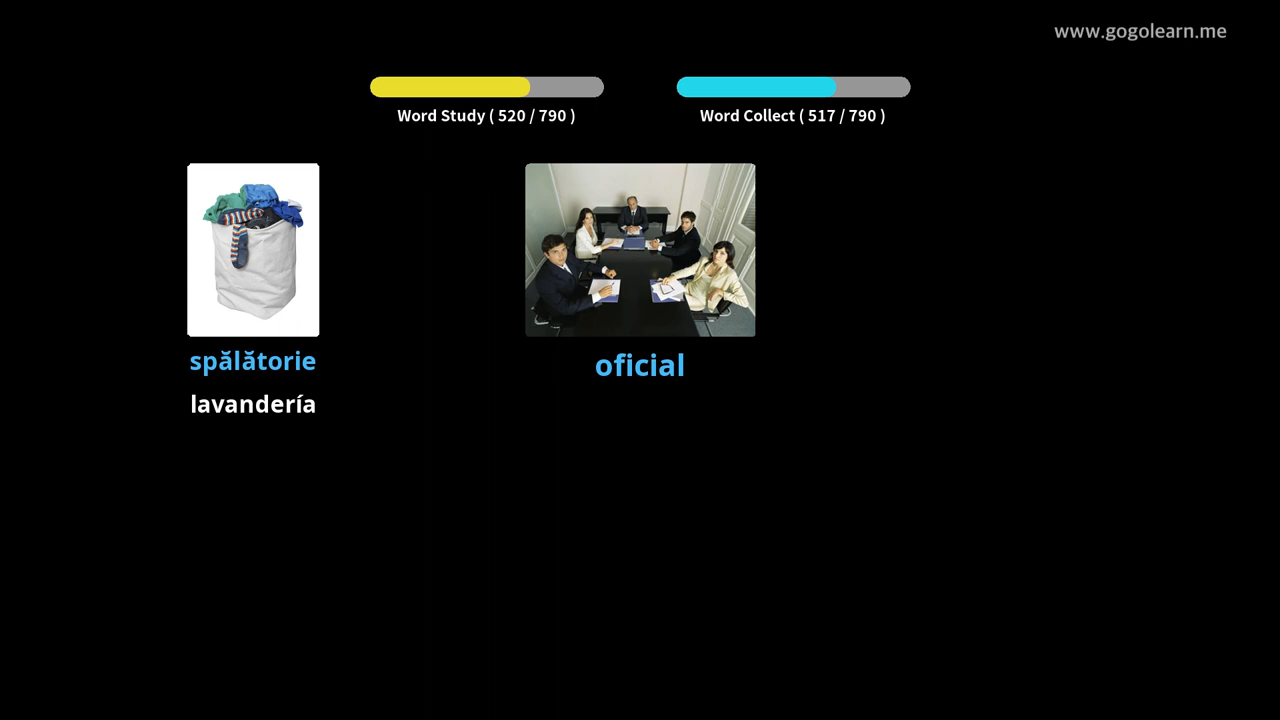 www.gogolearn.me
Word Study ( 520 / 790 )
Word Collect ( 517 / 790 )
spălătorie
lavandería
oficial